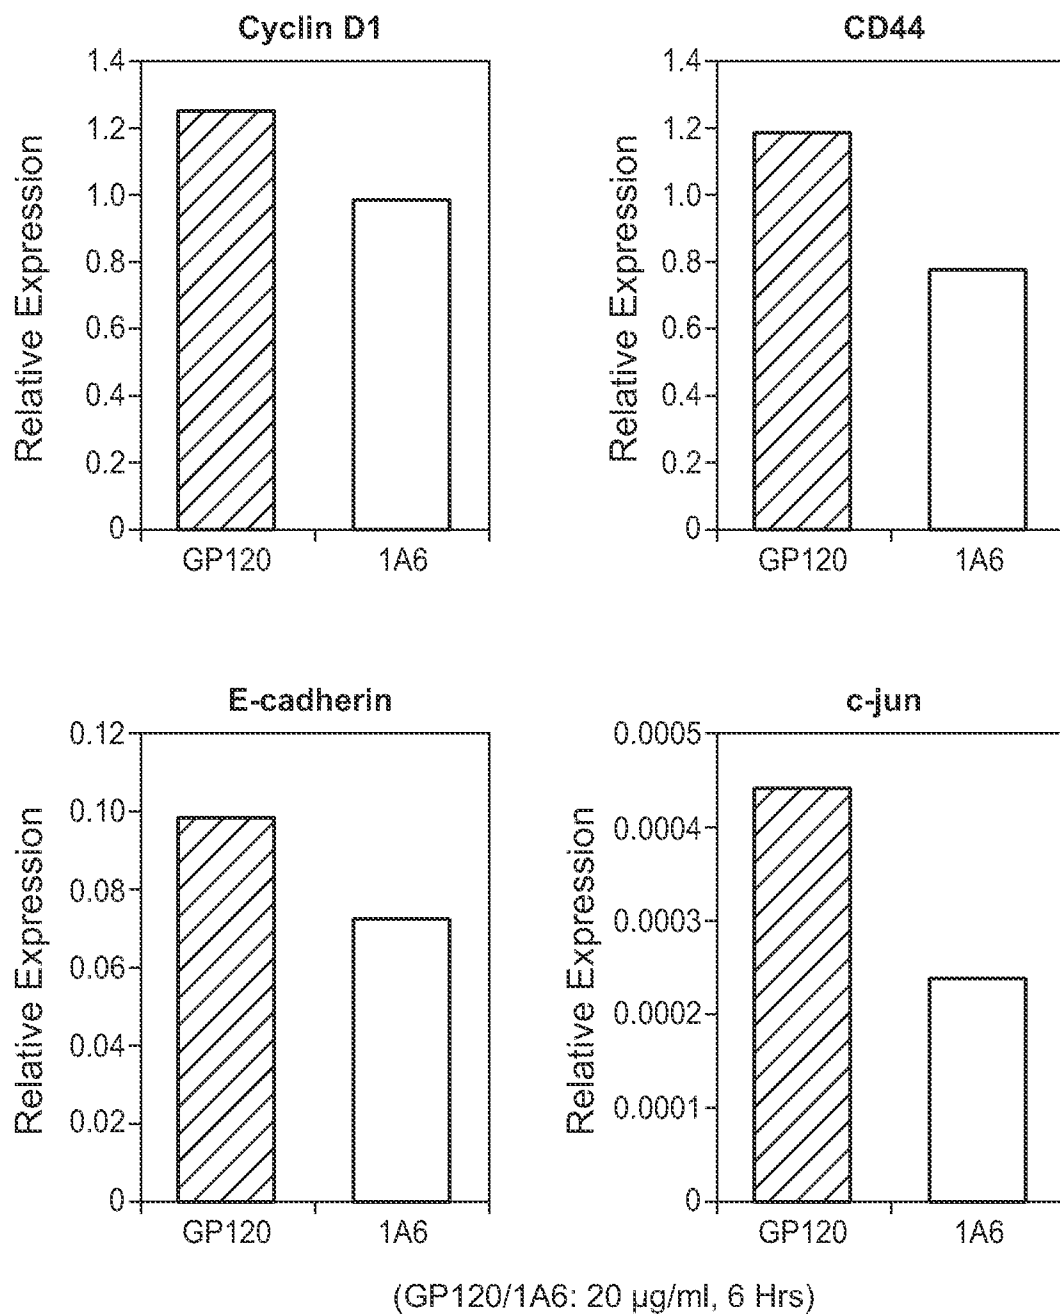 Cyclin D1
Relative Expression
1.4
1.2
1.0
0.8
0.6
0.4
0.2
0
GP120 1A6
CD44
Relative Expression
1.4
1.2
1.0
0.8
0.6
0.4
0.2
0
GP120 1A6
E-cadherin
Relative Expression
0.12
0.10
0.08
0.06
0.04
0.02
0
GP120 1A6
c-jun
Relative Expression
0.0005
0.0004
0.0003
0.0002
0.0001
0
GP120 1A6
(GP120/1A6: 20 µg/ml, 6 Hrs)